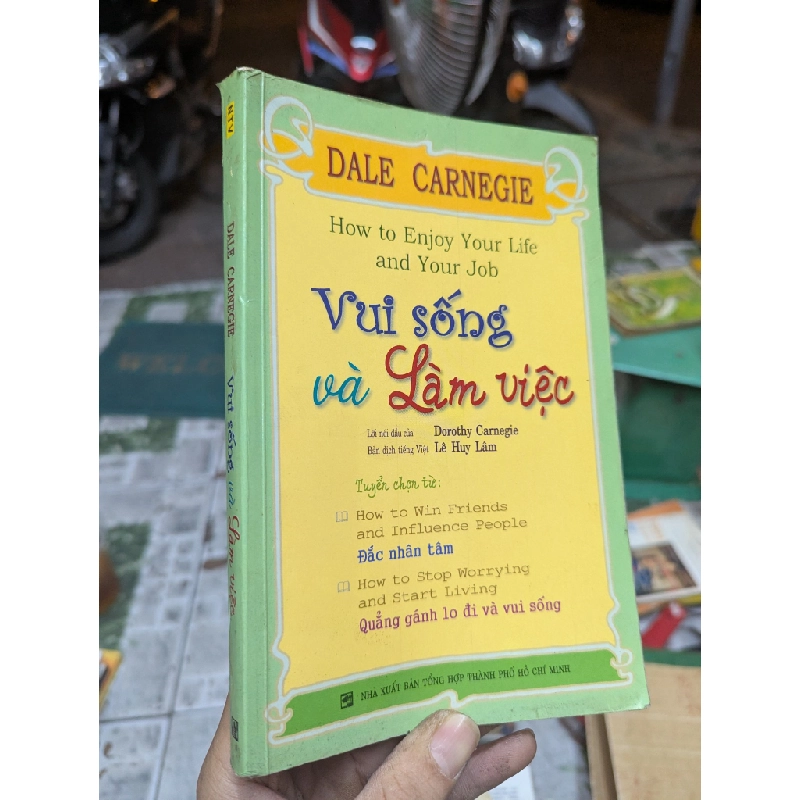 NTV
DALE CARNEGIE
Vui sống và Làm việc
DALE CARNEGIE
How to Enjoy Your Life
and Your Job
Vui sống
và Làm việc
Lời nói đầu của Dorothy Carnegie
Bản dịch tiếng Việt Lê Huy Lâm
Tuyển chọn từ:
How to Win Friends
and Influence People
Đắc nhân tâm
How to Stop Worrying
and Start Living
Quẳng gánh lo đi và vui sống
NHÀ XUẤT BẢN TỔNG HỢP THÀNH PHỐ HỒ CHÍ MINH